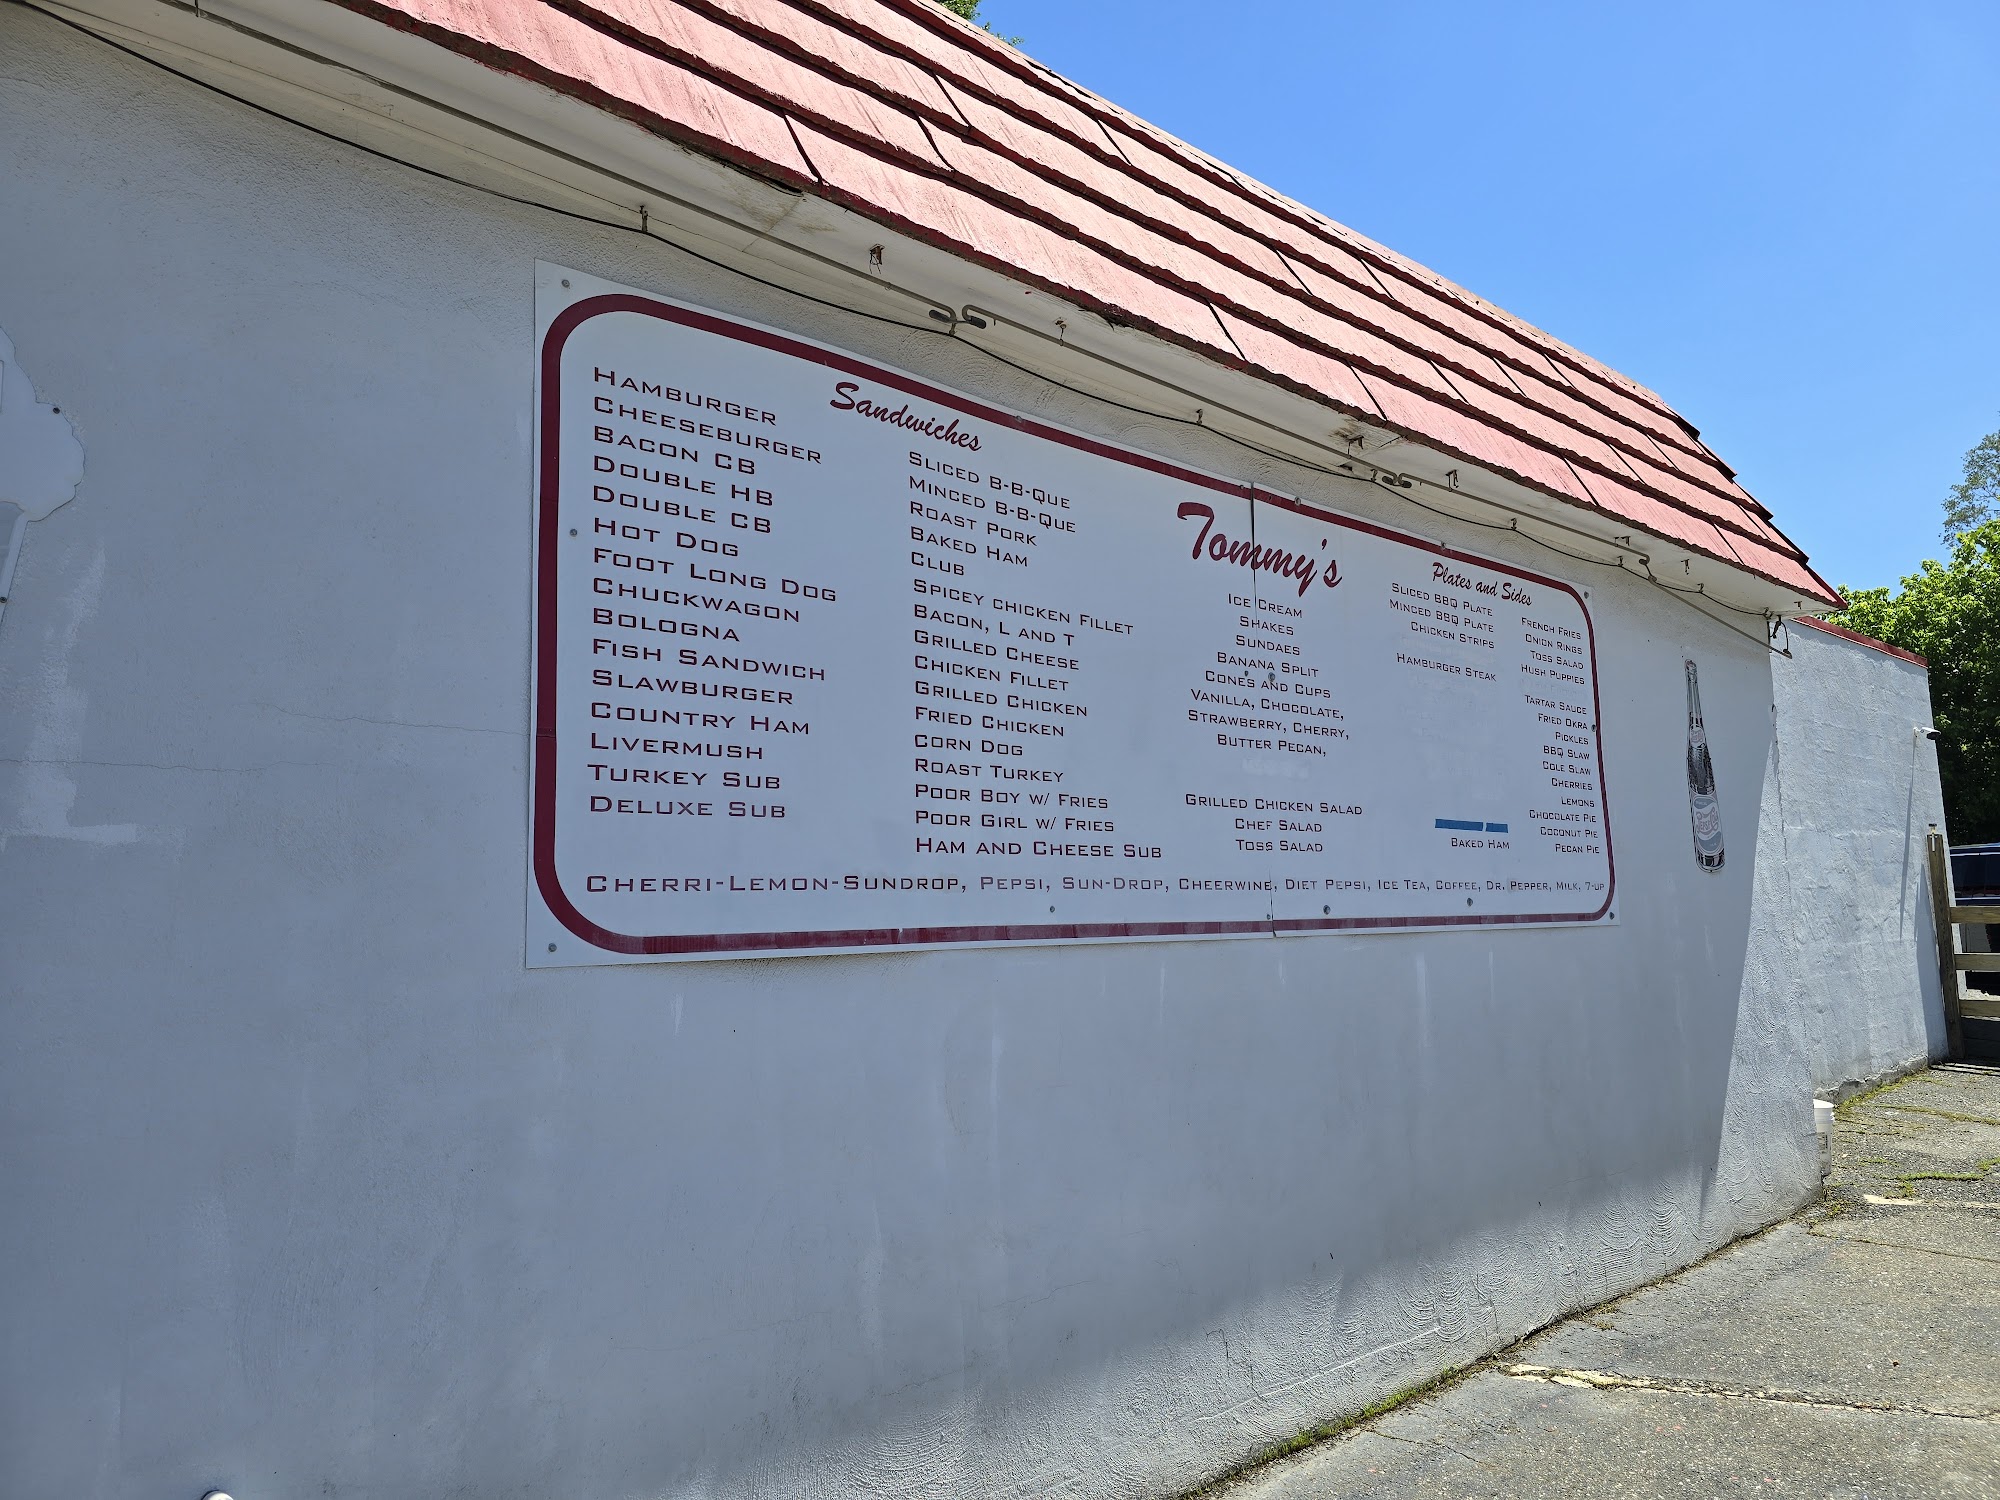 Sandwiches
Hamburger
Cheeseburger
Bacon CB
Double HB
Double CB
Hot Dog
Foot Long Dog
Chuckwagon
Bologna
Fish Sandwich
Slawburger
Country Ham
Livermush
Turkey Sub
Deluxe Sub
Sliced B-B-Que
Minced B-B-Que
Roast Pork
Baked Ham
Club
Spicey chicken Fillet
Bacon, L and T
Grilled Cheese
Chicken Fillet
Grilled Chicken
Fried Chicken
Corn Dog
Roast Turkey
Poor Boy w/ Fries
Poor Girl w/ Fries
Ham and Cheese Sub
Tommy's
Ice Cream
Shakes
Sundaes
Banana Split
Cones and Cups
Vanilla, Chocolate,
Strawberry, Cherry,
Butter Pecan,
Grilled Chicken Salad
Chef Salad
Toss Salad
Plates and Sides
Sliced BBQ Plate
Minced BBQ Plate
Chicken Strips
Hamburger Steak
Baked Ham
French Fries
Onion Rings
Toss Salad
Hush Puppies
Tartar Sauce
Fried Okra
Pickles
BBQ Slaw
Cole Slaw
Cherries
Lemons
Chocolate Pie
Coconut Pie
Pecan Pie
Cherri-Lemon-Sundrop, Pepsi, Sun-Drop, Cheerwine, Diet Pepsi, Ice Tea, Coffee, Dr. Pepper, Milk, 7-up